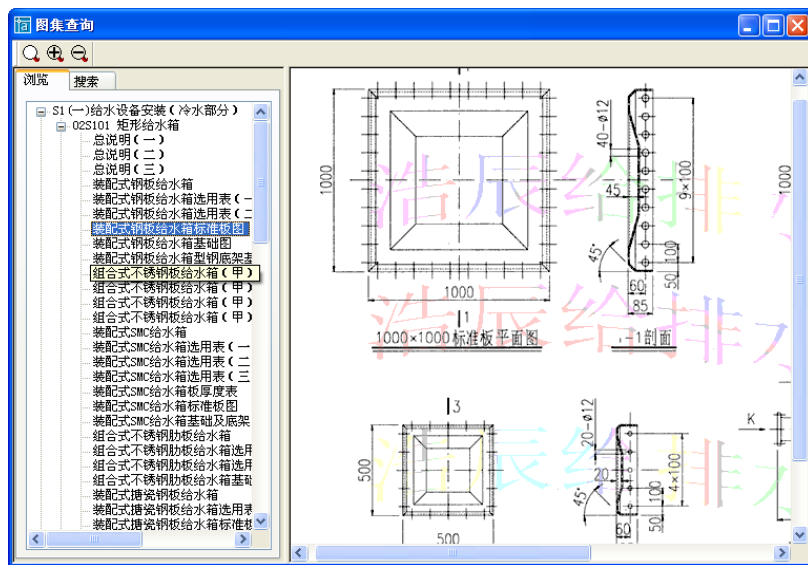 图集查询
浏览
搜索
S1(一)给水设备安装(冷水部分)
02S101 矩形给水箱
总说明(一)
总说明(二)
总说明(三)
装配式钢板给水箱
装配式钢板给水箱选用表(一
装配式钢板给水箱选用表(二
装配式钢板给水箱标准板图
装配式钢板给水箱基础图
装配式钢板给水箱型钢底架基
组合式不锈钢板给水箱(甲)
组合式不锈钢板给水箱(甲)
组合式不锈钢板给水箱(甲)
组合式不锈钢板给水箱(甲)
装配式SMC给水箱
装配式SMC给水箱选用表(一
装配式SMC给水箱选用表(二
装配式SMC给水箱选用表(三
装配式SMC给水箱板厚度表
装配式SMC给水箱标准板图
装配式SMC给水箱基础及底架
组合式不锈钢肋板给水箱
组合式不锈钢肋板给水箱选用
组合式不锈钢肋板给水箱选用
组合式不锈钢肋板给水箱基础
装配式搪瓷钢板给水箱
装配式搪瓷钢板给水箱选用表
装配式搪瓷钢板给水箱标准板
1000
1000
1
1000×1000标准板平面图
40-ø12
45
9×100
45°
100
50
60
85
-1剖面
1000
浩辰给排
浩辰给排
浩辰给排
3
500
500
20-ø12
20
4×100
45°
100
50
60
K